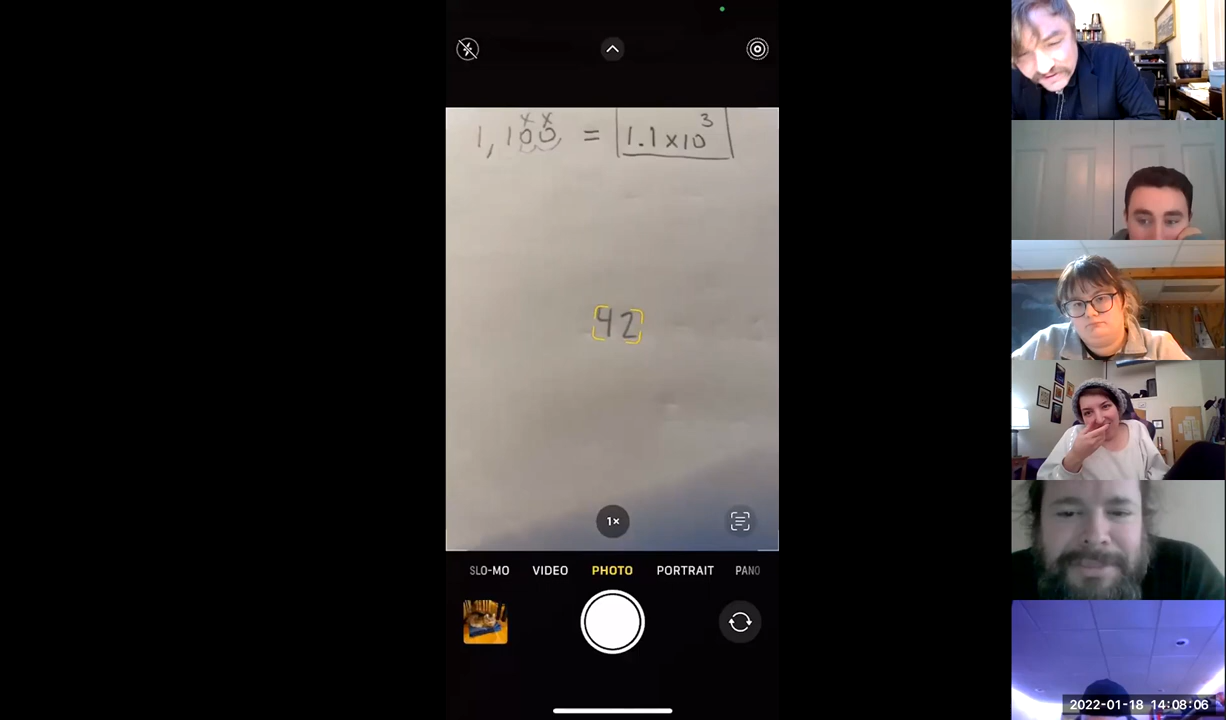 1,100 = 1.1x10³
42
1×
SLO-MO VIDEO PHOTO PORTRAIT PANO
2022-01-18 14:08:06